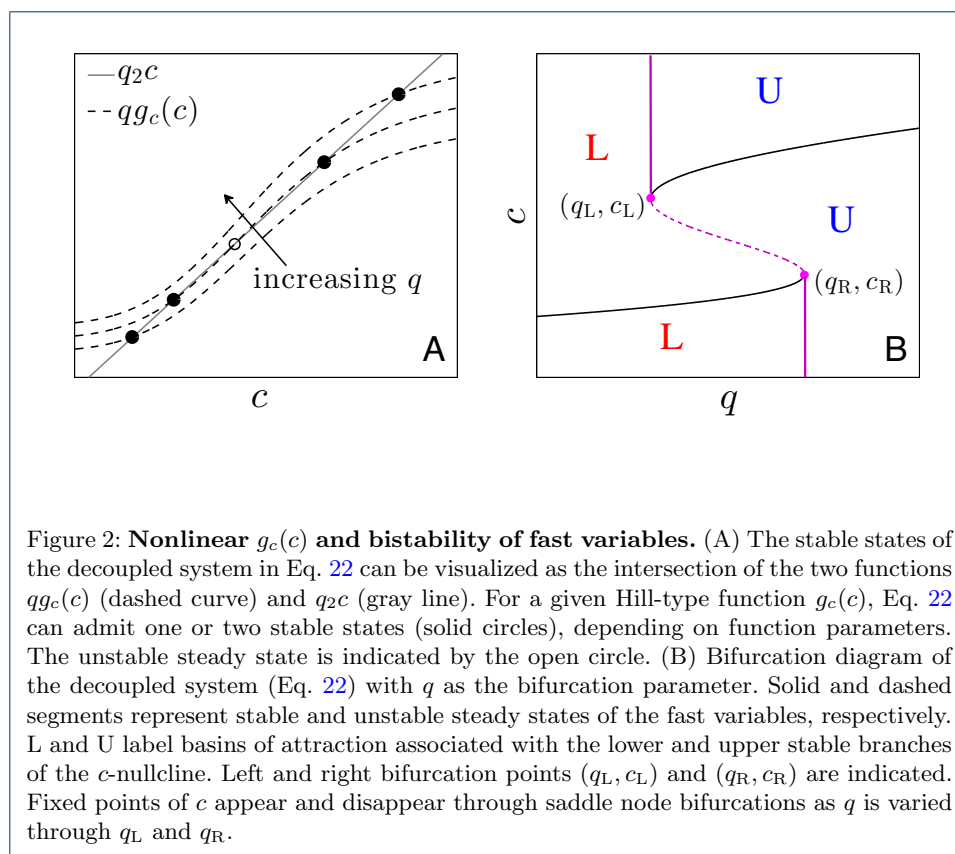 q₂c
qg_c(c)
increasing q
A
c
U
L
(q_L, c_L)
U
(q_R, c_R)
L
B
c
q
Figure 2: Nonlinear g_c(c) and bistability of fast variables. (A) The stable states of
the decoupled system in Eq. 22 can be visualized as the intersection of the two functions
qg_c(c) (dashed curve) and q₂c (gray line). For a given Hill-type function g_c(c), Eq. 22
can admit one or two stable states (solid circles), depending on function parameters.
The unstable steady state is indicated by the open circle. (B) Bifurcation diagram of
the decoupled system (Eq. 22) with q as the bifurcation parameter. Solid and dashed
segments represent stable and unstable steady states of the fast variables, respectively.
L and U label basins of attraction associated with the lower and upper stable branches
of the c-nullcline. Left and right bifurcation points (q_L, c_L) and (q_R, c_R) are indicated.
Fixed points of c appear and disappear through saddle node bifurcations as q is varied
through q_L and q_R.